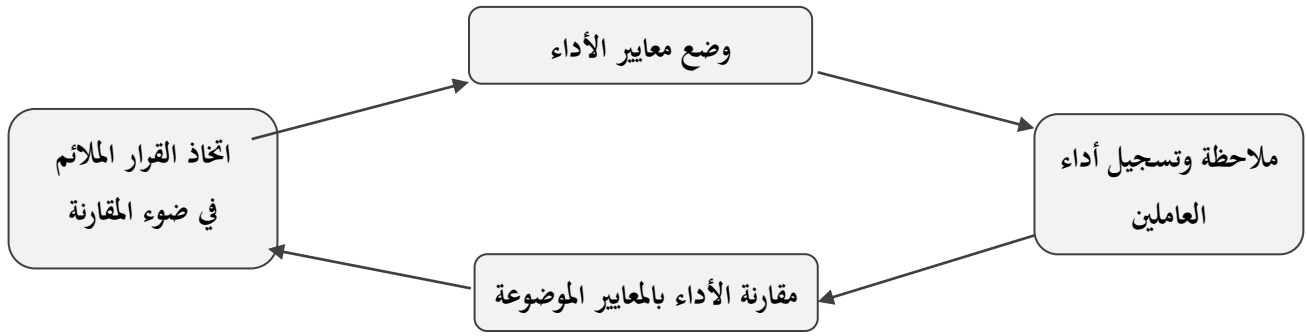 وضع معايير الأداء
ملاحظة وتسجيل أداء
العاملين
مقارنة الأداء بالمعايير الموضوعة
اتخاذ القرار الملائم
في ضوء المقارنة